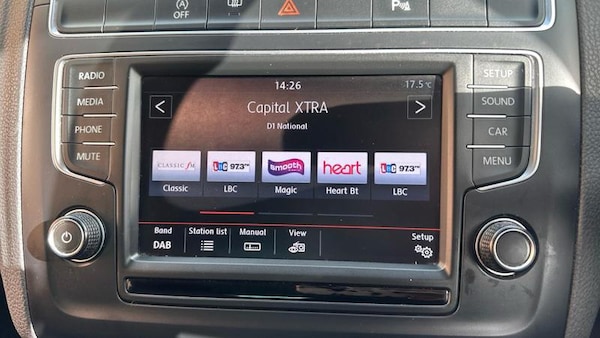 OFF
P
RADIO
MEDIA
PHONE
MUTE
14:26
17.5°C
< Capital XTRA >
D1 National
CLASSIC fM
LBC 97.3 FM
smooth
heart
LBC 97.3 FM
Classic
LBC
Magic
Heart Bt
LBC
Band
DAB
Station list
Manual
View
Setup
SETUP
SOUND
CAR
MENU